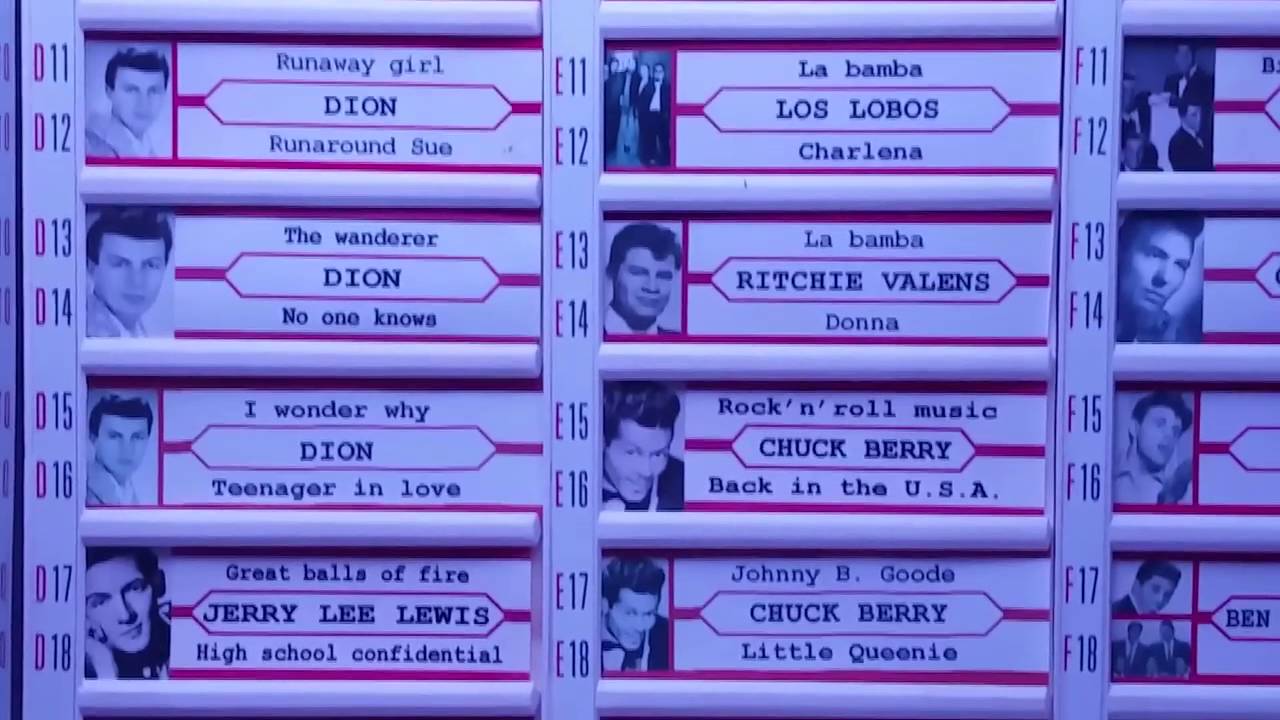 D11
D12
Runaway girl
DION
Runaround Sue
E11
E12
La bamba
LOS LOBOS
Charlena
F11
F12
D13
D14
The wanderer
DION
No one knows
E13
E14
La bamba
RITCHIE VALENS
Donna
F13
F14
D15
D16
I wonder why
DION
Teenager in love
E15
E16
Rock'n'roll music
CHUCK BERRY
Back in the U.S.A.
F15
F16
D17
D18
Great balls of fire
JERRY LEE LEWIS
High school confidential
E17
E18
Johnny B. Goode
CHUCK BERRY
Little Queenie
F17
F18
BEN